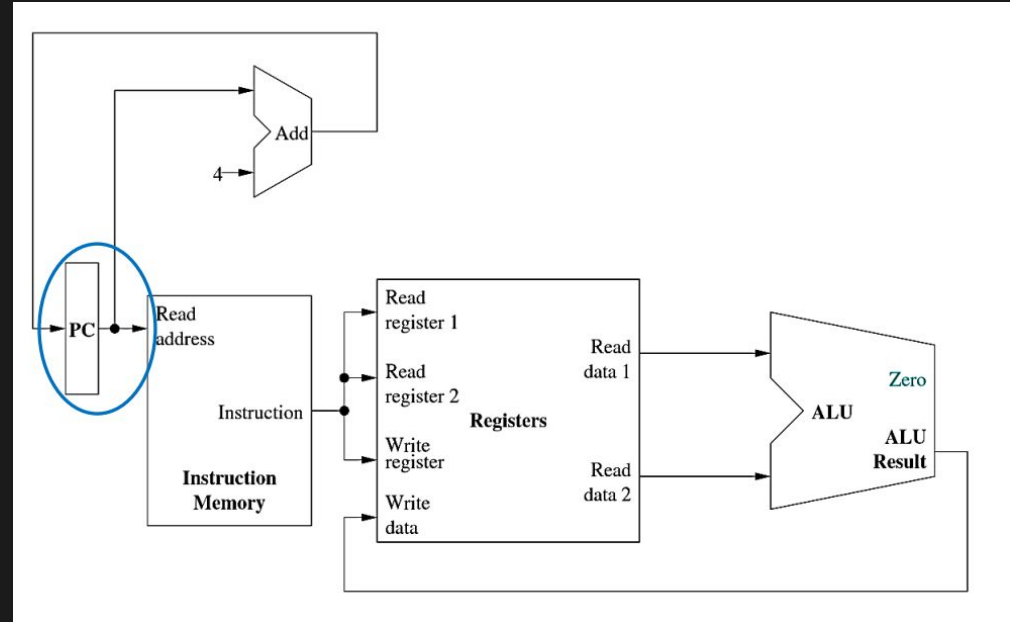 Add
4
PC
Read
address
Instruction
Instruction
Memory
Read
register 1
Read
register 2
Registers
Write
register
Write
data
Read
data 1
Read
data 2
Zero
ALU
ALU
Result